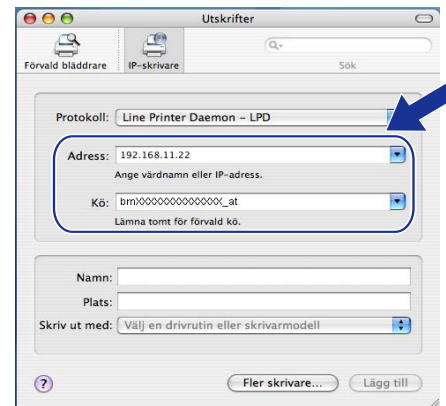 Utskrifter
Förvald bläddrare IP-skrivare Sök
Protokoll: Line Printer Daemon – LPD
Adress: 192.168.11.22
Ange värdnamn eller IP-adress.
Kö: brnXXXXXXXXXXXX_at
Lämna tomt för förvald kö.
Namn:
Plats:
Skriv ut med: Välj en drivrutin eller skrivarmodell
? Fler skrivare... Lägg till